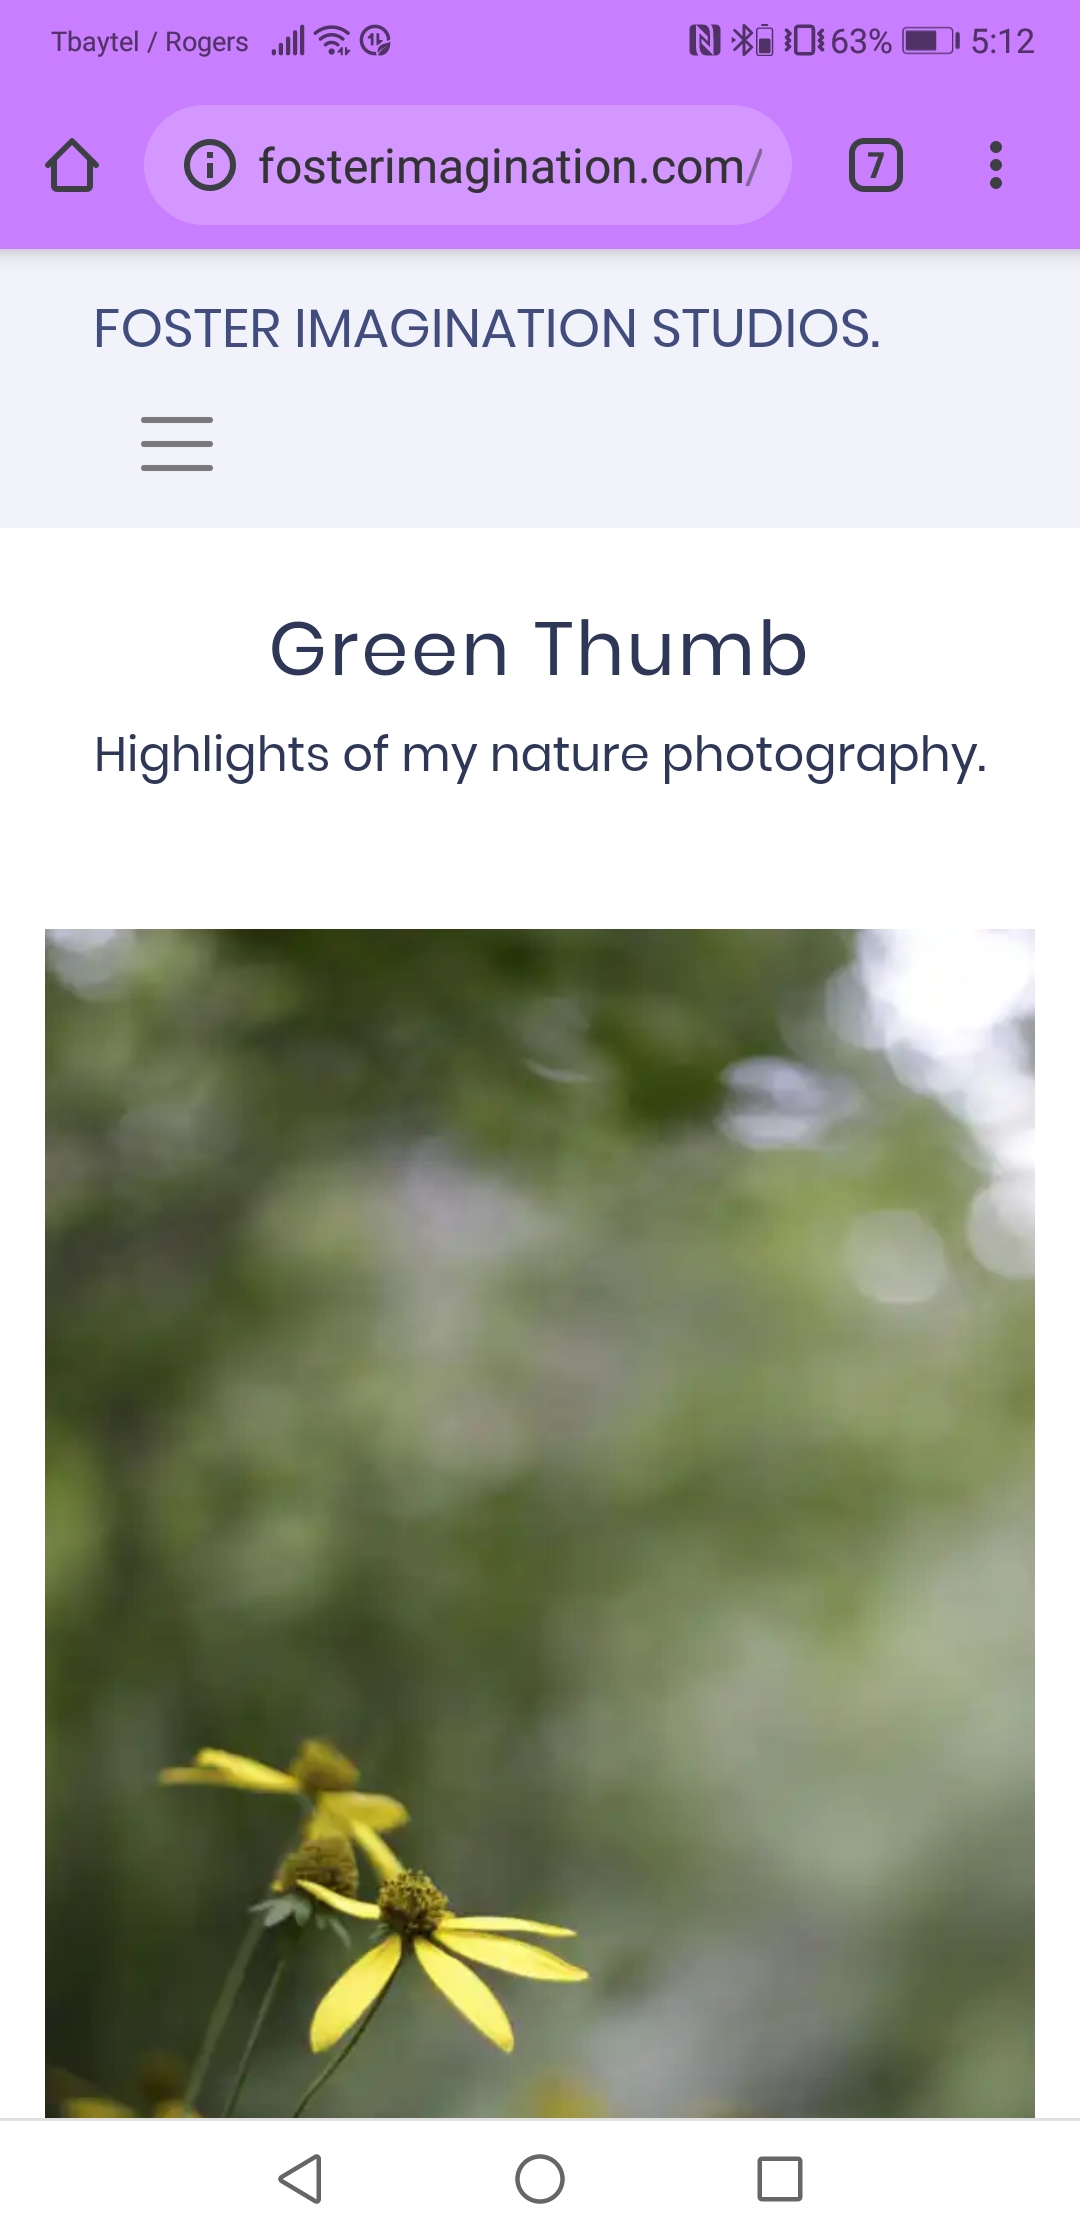 Tbaytel / Rogers 63% 5:12
fosterimagination.com/ 7
FOSTER IMAGINATION STUDIOS.
Green Thumb
Highlights of my nature photography.